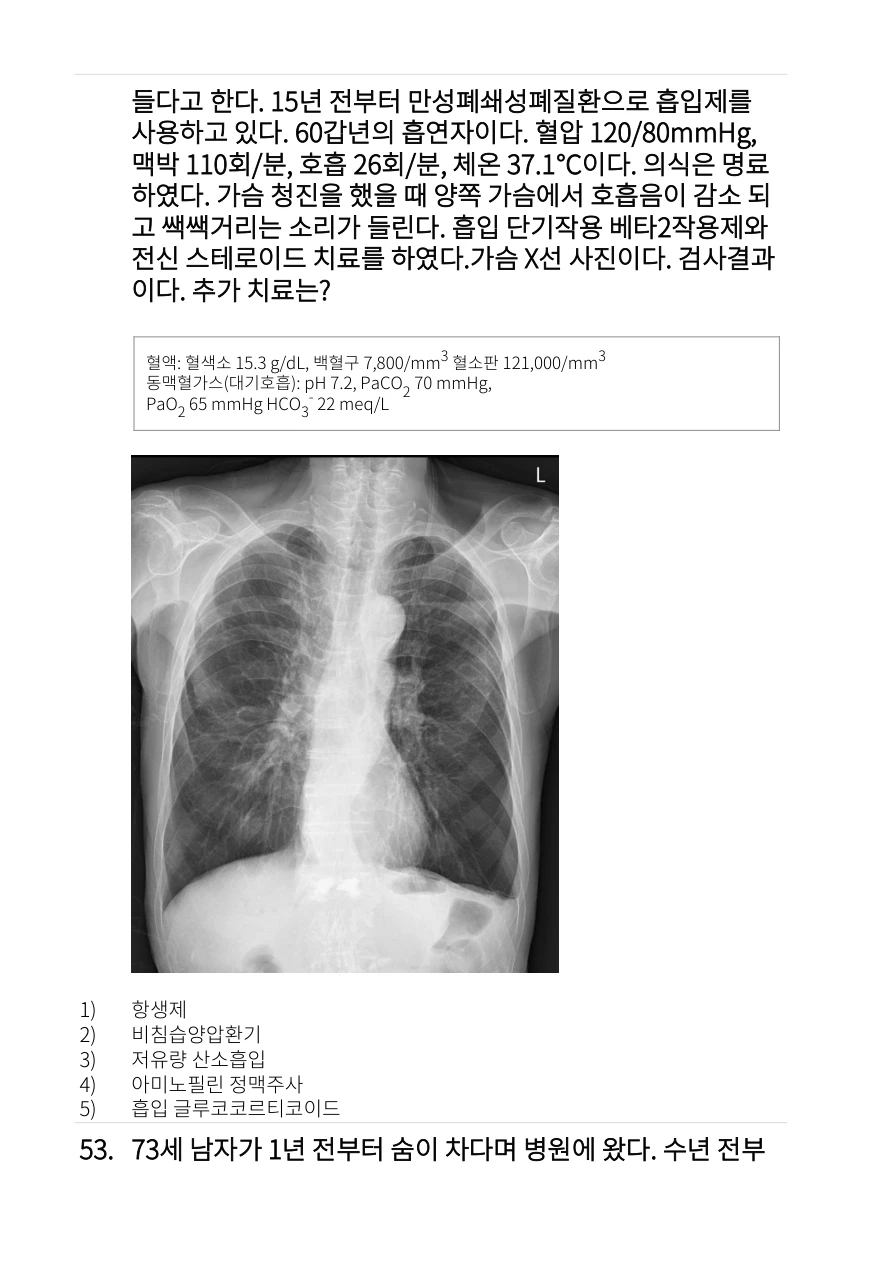 들다고 한다. 15년 전부터 만성폐쇄성폐질환으로 흡입제를
사용하고 있다. 60갑년의 흡연자이다. 혈압 120/80mmHg,
맥박 110회/분, 호흡 26회/분, 체온 37.1°C이다. 의식은 명료
하였다. 가슴 청진을 했을 때 양쪽 가슴에서 호흡음이 감소 되
고 쌕쌕거리는 소리가 들린다. 흡입 단기작용 베타2작용제와
전신 스테로이드 치료를 하였다.가슴 X선 사진이다. 검사결과
이다. 추가 치료는?
혈액: 혈색소 15.3 g/dL, 백혈구 7,800/mm³ 혈소판 121,000/mm³
동맥혈가스(대기호흡): pH 7.2, PaCO₂ 70 mmHg,
PaO₂ 65 mmHg HCO₃⁻ 22 meq/L
L
1) 항생제
2) 비침습양압환기
3) 저유량 산소흡입
4) 아미노필린 정맥주사
5) 흡입 글루코코르티코이드
53. 73세 남자가 1년 전부터 숨이 차다며 병원에 왔다. 수년 전부